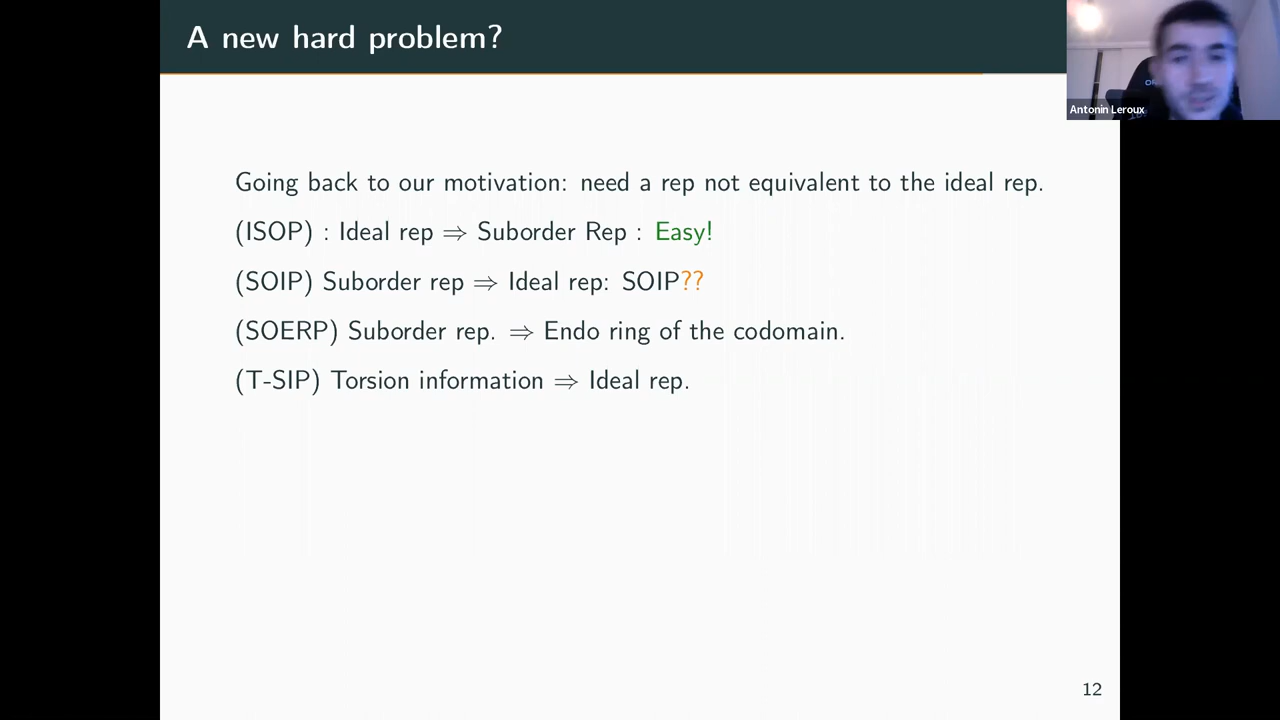 A new hard problem?
Antonin Leroux
Going back to our motivation: need a rep not equivalent to the ideal rep.
(ISOP) : Ideal rep ⇒ Suborder Rep : Easy!
(SOIP) Suborder rep ⇒ Ideal rep: SOIP??
(SOERP) Suborder rep. ⇒ Endo ring of the codomain.
(T-SIP) Torsion information ⇒ Ideal rep.
12